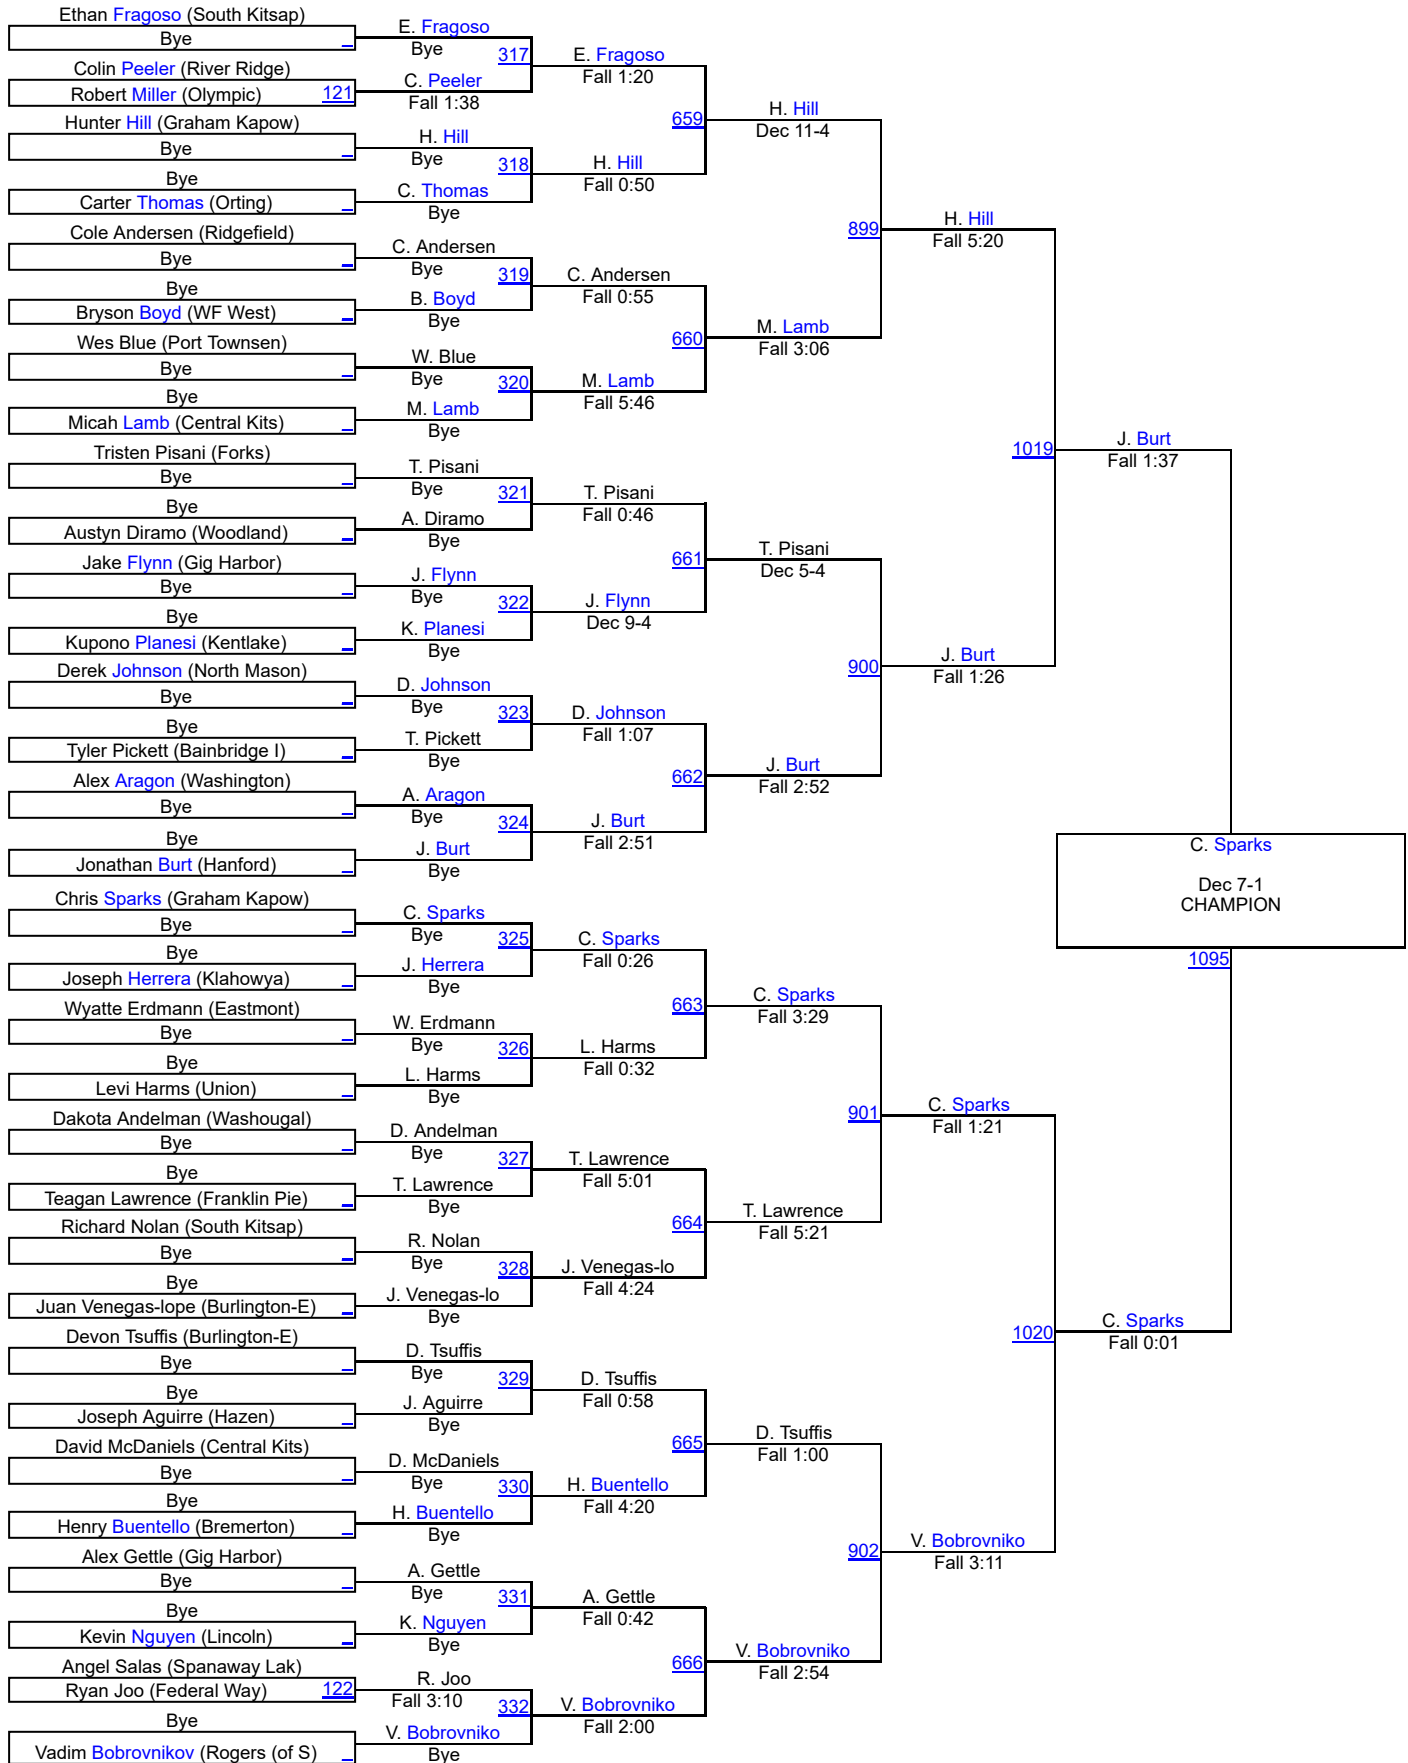 Ethan Fragoso (South Kitsap)
Bye
Colin Peeler (River Ridge)
Robert Miller (Olympic) 121
Hunter Hill (Graham Kapow)
Bye
Bye
Carter Thomas (Orting)
Cole Andersen (Ridgefield)
Bye
Bye
Bryson Boyd (WF West)
Wes Blue (Port Townsen)
Bye
Bye
Micah Lamb (Central Kits)
Tristen Pisani (Forks)
Bye
Bye
Austyn Diramo (Woodland)
Jake Flynn (Gig Harbor)
Bye
Bye
Kupono Planesi (Kentlake)
Derek Johnson (North Mason)
Bye
Bye
Tyler Pickett (Bainbridge I)
Alex Aragon (Washington)
Bye
Bye
Jonathan Burt (Hanford)
Chris Sparks (Graham Kapow)
Bye
Bye
Joseph Herrera (Klahowya)
Wyatte Erdmann (Eastmont)
Bye
Bye
Levi Harms (Union)
Dakota Andelman (Washougal)
Bye
Bye
Teagan Lawrence (Franklin Pie)
Richard Nolan (South Kitsap)
Bye
Bye
Juan Venegas-lope (Burlington-E)
Devon Tsuffis (Burlington-E)
Bye
Bye
Joseph Aguirre (Hazen)
David McDaniels (Central Kits)
Bye
Bye
Henry Buentello (Bremerton)
Alex Gettle (Gig Harbor)
Bye
Bye
Kevin Nguyen (Lincoln)
Angel Salas (Spanaway Lak)
Ryan Joo (Federal Way) 122
Bye
Vadim Bobrovnikov (Rogers (of S)
E. Fragoso
Bye
317
C. Peeler
Fall 1:38
H. Hill
Bye
318
C. Thomas
Bye
C. Andersen
Bye
319
B. Boyd
Bye
W. Blue
Bye
320
M. Lamb
Bye
T. Pisani
Bye
321
A. Diramo
Bye
J. Flynn
Bye
322
K. Planesi
Bye
D. Johnson
Bye
323
T. Pickett
Bye
A. Aragon
Bye
324
J. Burt
Bye
C. Sparks
Bye
325
J. Herrera
Bye
W. Erdmann
Bye
326
L. Harms
Bye
D. Andelman
Bye
327
T. Lawrence
Bye
R. Nolan
Bye
328
J. Venegas-lo
Bye
D. Tsuffis
Bye
329
J. Aguirre
Bye
D. McDaniels
Bye
330
H. Buentello
Bye
A. Gettle
Bye
331
K. Nguyen
Bye
R. Joo
Fall 3:10
332
V. Bobrovniko
Bye
E. Fragoso
Fall 1:20
659
H. Hill
Fall 0:50
C. Andersen
Fall 0:55
660
M. Lamb
Fall 5:46
T. Pisani
Fall 0:46
661
J. Flynn
Dec 9-4
D. Johnson
Fall 1:07
662
J. Burt
Fall 2:51
C. Sparks
Fall 0:26
663
L. Harms
Fall 0:32
T. Lawrence
Fall 5:01
664
J. Venegas-lo
Fall 4:24
D. Tsuffis
Fall 0:58
665
H. Buentello
Fall 4:20
A. Gettle
Fall 0:42
666
V. Bobrovniko
Fall 2:00
H. Hill
Dec 11-4
899
M. Lamb
Fall 3:06
T. Pisani
Dec 5-4
900
J. Burt
Fall 2:52
C. Sparks
Fall 3:29
901
T. Lawrence
Fall 5:21
D. Tsuffis
Fall 1:00
902
V. Bobrovniko
Fall 2:54
H. Hill
Fall 5:20
1019
J. Burt
Fall 1:26
C. Sparks
Fall 1:21
1020
V. Bobrovniko
Fall 3:11
J. Burt
Fall 1:37
C. Sparks
Dec 7-1
CHAMPION
1095
C. Sparks
Fall 0:01